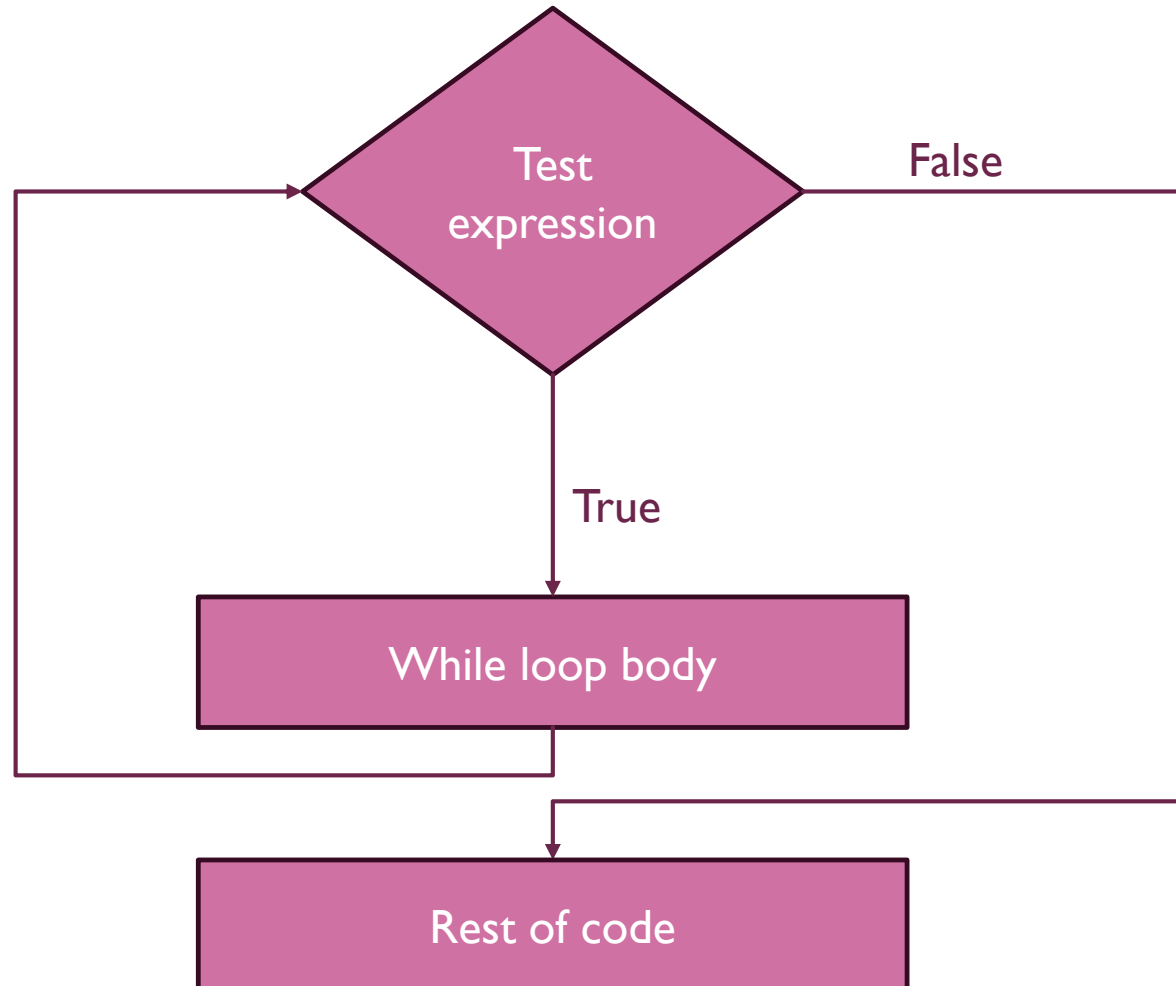 Test
expression
False
True
While loop body
Rest of code